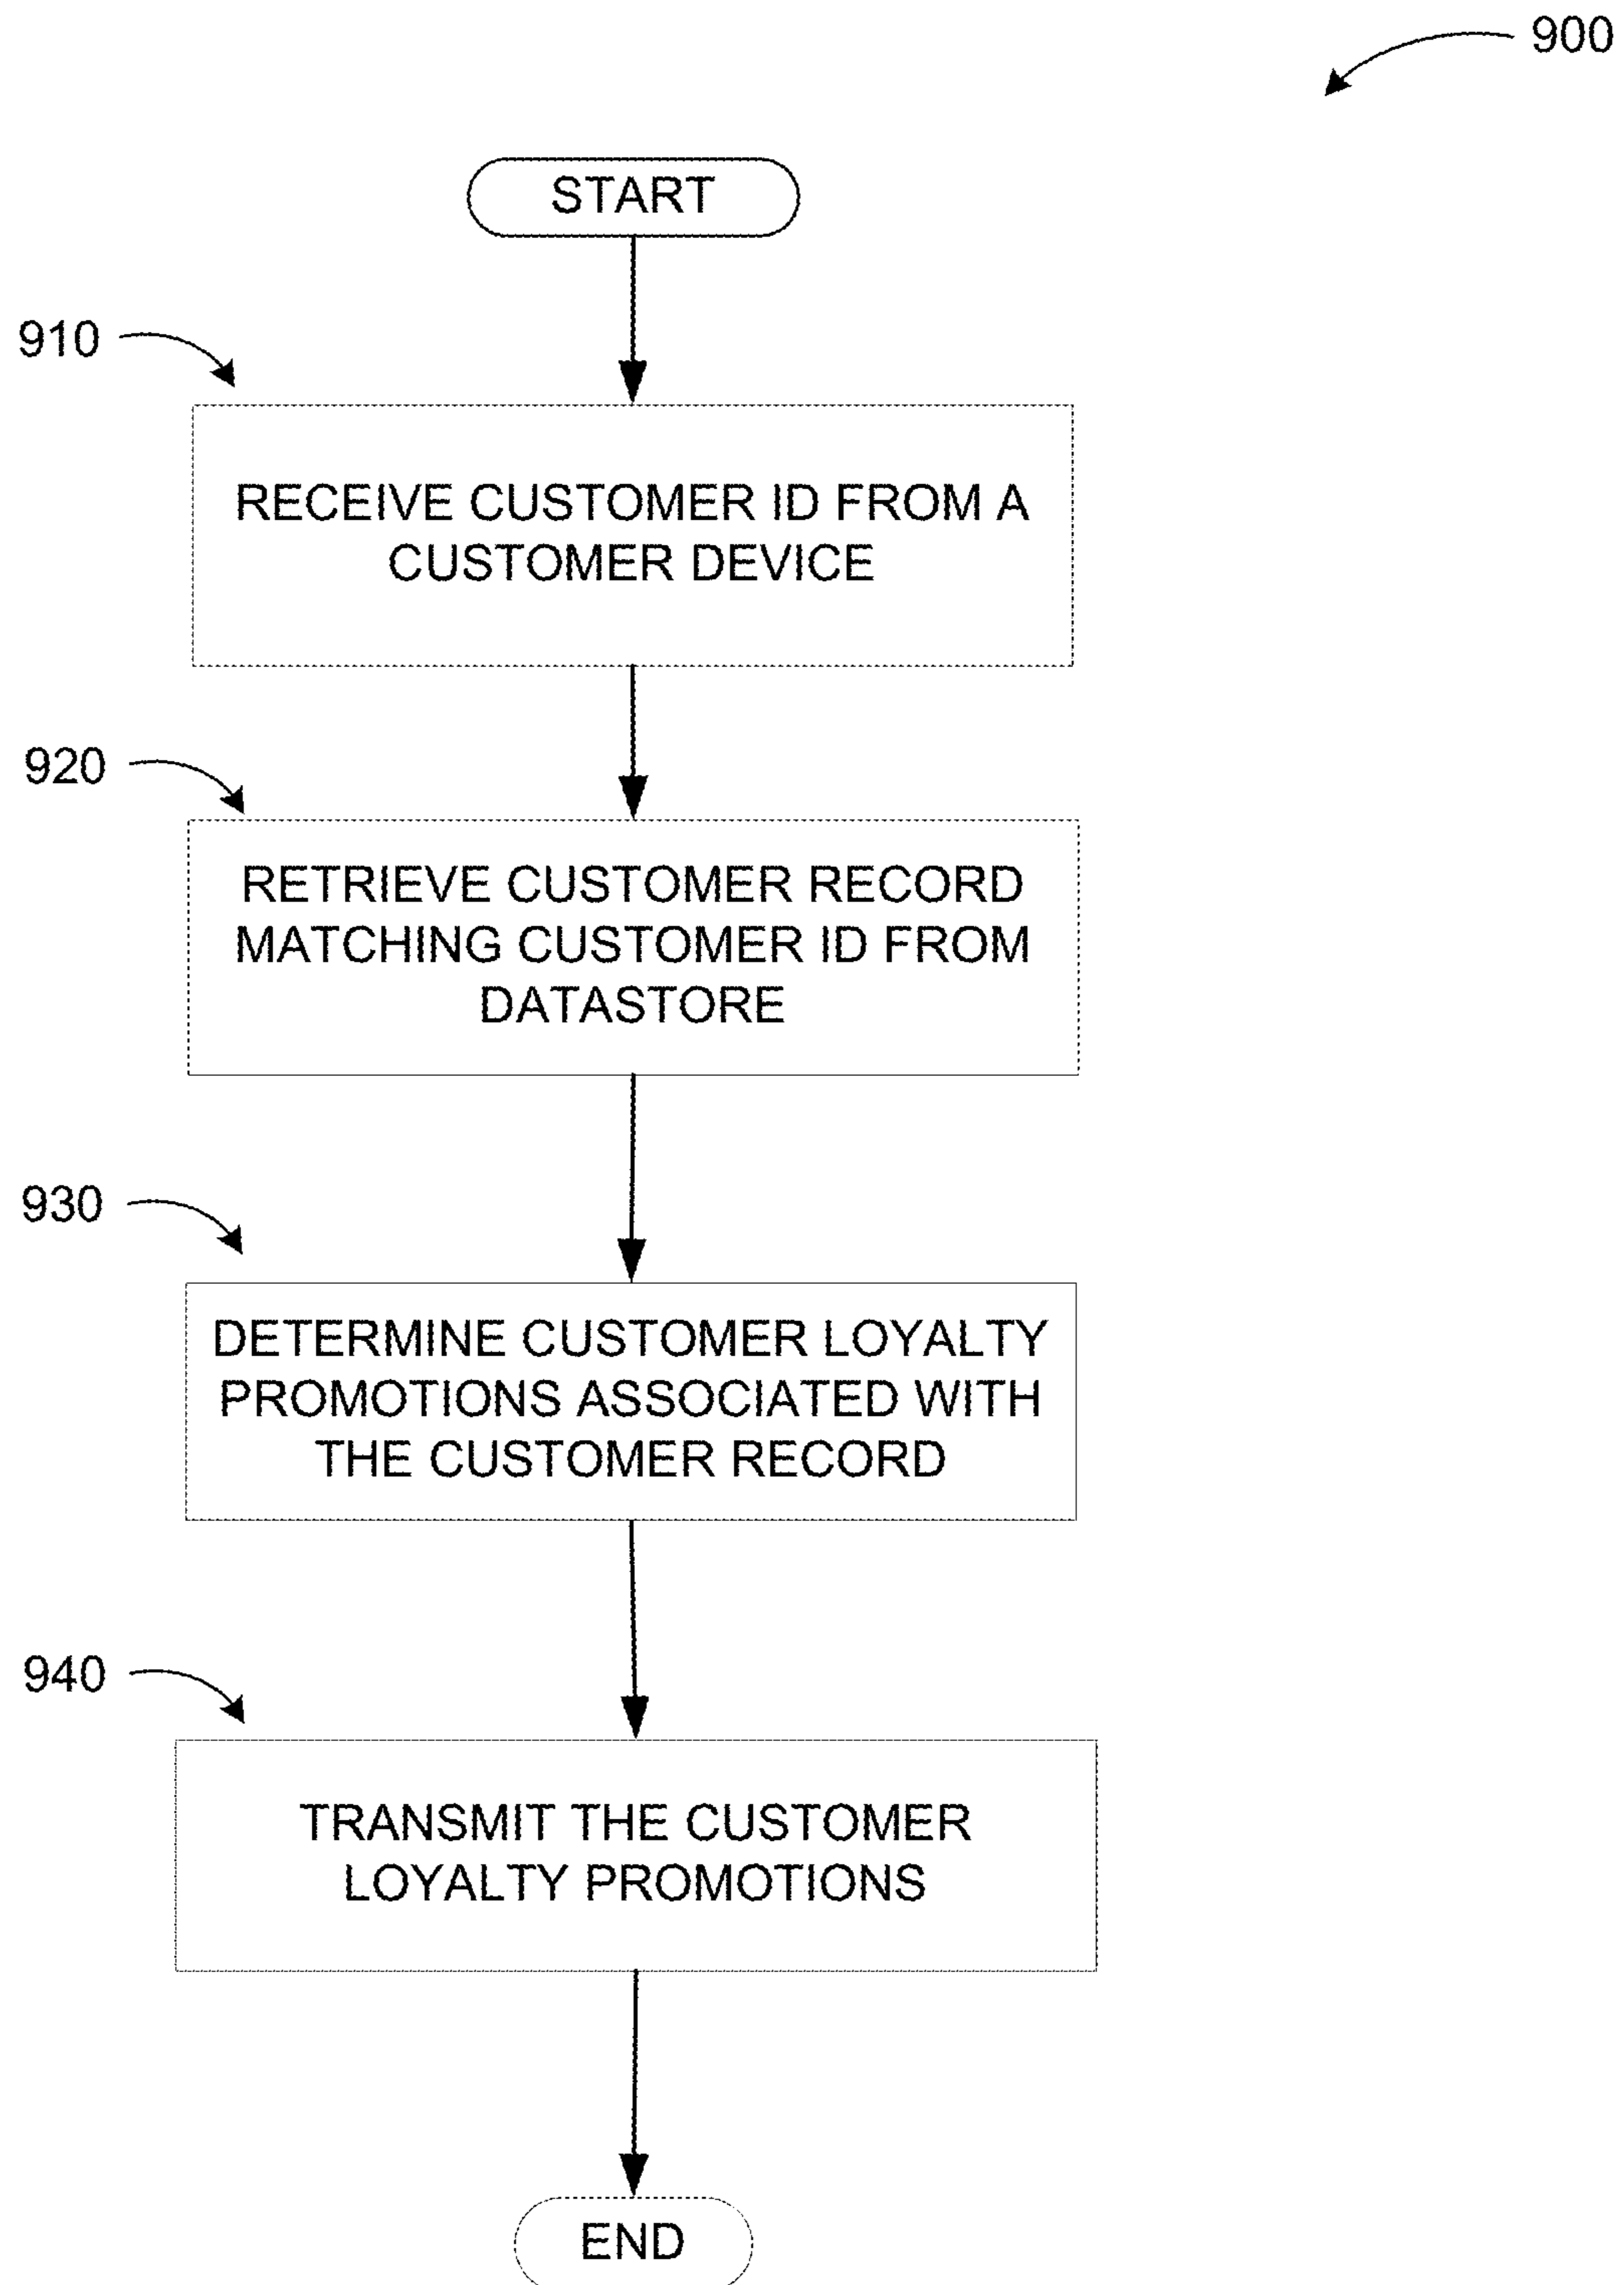 900
START
910
RECEIVE CUSTOMER ID FROM A
CUSTOMER DEVICE
920
RETRIEVE CUSTOMER RECORD
MATCHING CUSTOMER ID FROM
DATASTORE
930
DETERMINE CUSTOMER LOYALTY
PROMOTIONS ASSOCIATED WITH
THE CUSTOMER RECORD
940
TRANSMIT THE CUSTOMER
LOYALTY PROMOTIONS
END